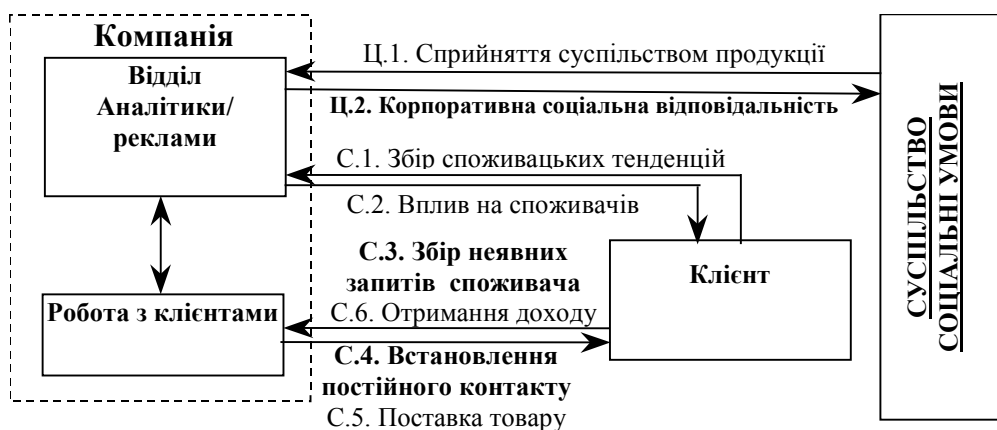 Компанія
Відділ
Аналітики/
реклами
Робота з клієнтами
Ц.1. Сприйняття суспільством продукції
Ц.2. Корпоративна соціальна відповідальність
С.1. Збір споживацьких тенденцій
С.2. Вплив на споживачів
С.3. Збір неявних
запитів споживача
С.6. Отримання доходу
С.4. Встановлення
постійного контакту
С.5. Поставка товару
Клієнт
СУСПІЛЬСТВО
СОЦІАЛЬНІ УМОВИ